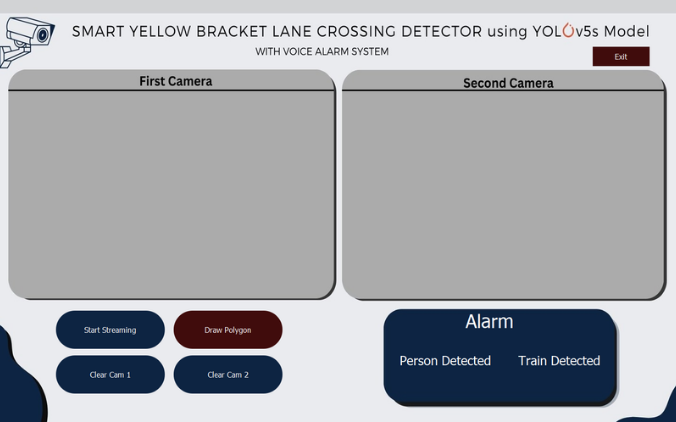 SMART YELLOW BRACKET LANE CROSSING DETECTOR using YOLOv5s Model
WITH VOICE ALARM SYSTEM
Exit
First Camera
Second Camera
Start Streaming
Draw Polygon
Clear Cam 1
Clear Cam 2
Alarm
Person Detected
Train Detected